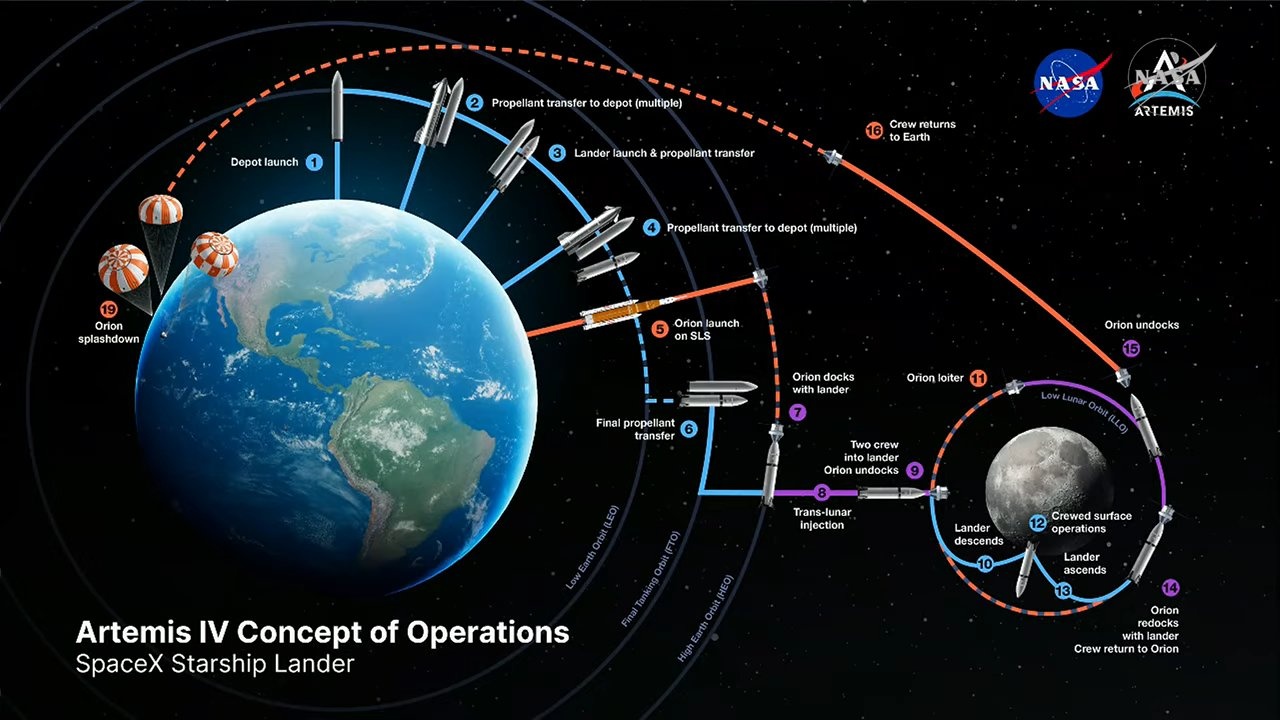 NASA
NASA
ARTEMIS
1
Depot launch
2
Propellant transfer to depot (multiple)
3
Lander launch & propellant transfer
4
Propellant transfer to depot (multiple)
5
Orion launch
on SLS
6
Final propellant
transfer
7
Orion docks
with lander
8
Trans-lunar
injection
9
Two crew
into lander
Orion undocks
10
Lander
descends
11
Orion loiter
12
Crewed surface
operations
13
Lander
ascends
14
Orion
redocks
with lander
Crew return to Orion
15
Orion undocks
16
Crew returns
to Earth
19
Orion
splashdown
Low Earth Orbit (LEO)
Final Tanking Orbit (FTO)
High Earth Orbit (HEO)
Low Lunar Orbit (LLO)
Artemis IV Concept of Operations
SpaceX Starship Lander